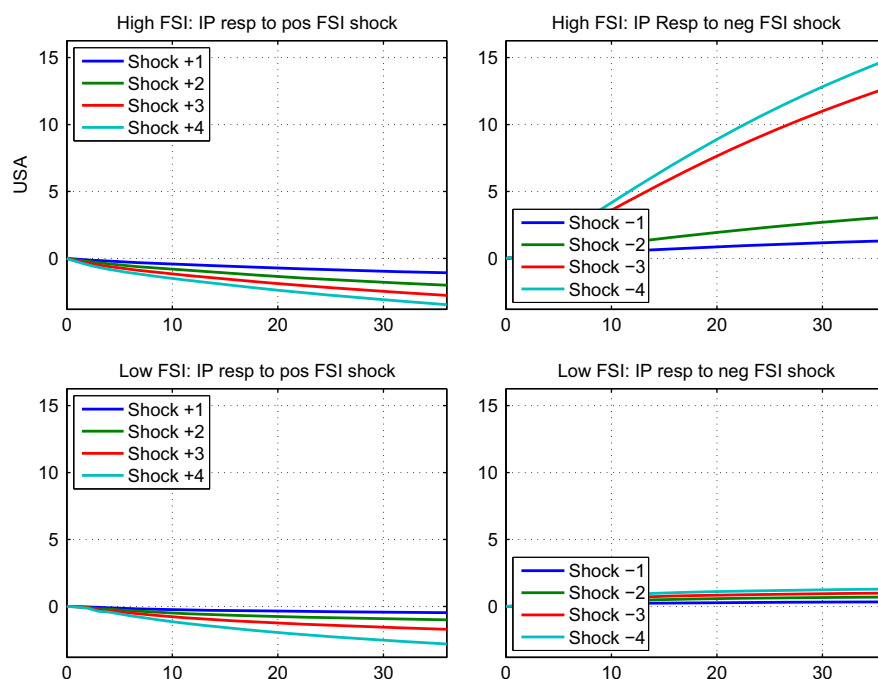 High FSI: IP resp to pos FSI shock
15
10
5
0
USA
Shock +1
Shock +2
Shock +3
Shock +4
0 10 20 30
High FSI: IP Resp to neg FSI shock
15
10
5
0
Shock −1
Shock −2
Shock −3
Shock −4
0 10 20 30
Low FSI: IP resp to pos FSI shock
15
10
5
0
Shock +1
Shock +2
Shock +3
Shock +4
0 10 20 30
Low FSI: IP resp to neg FSI shock
15
10
5
0
Shock −1
Shock −2
Shock −3
Shock −4
0 10 20 30